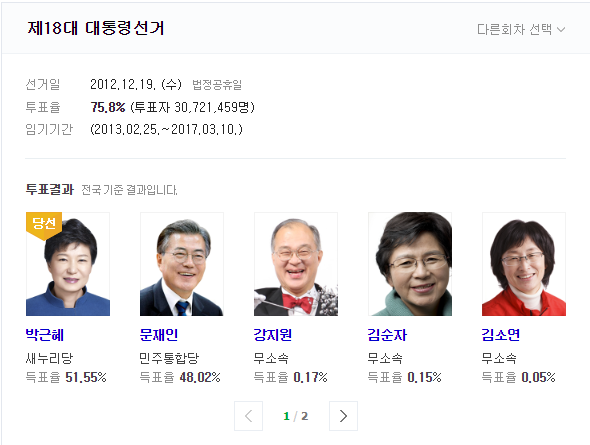 제18대 대통령선거
다른회차 선택
선거일 2012.12.19. (수) 법정공휴일
투표율 75.8% (투표자 30,721,459명)
임기기간 (2013.02.25.~2017.03.10.)
투표결과 전국 기준 결과입니다.
당선
박근혜 문재인 강지원 김순자 김소연
새누리당 민주통합당 무소속 무소속 무소속
득표율 51.55% 득표율 48.02% 득표율 0.17% 득표율 0.15% 득표율 0.05%
1 / 2